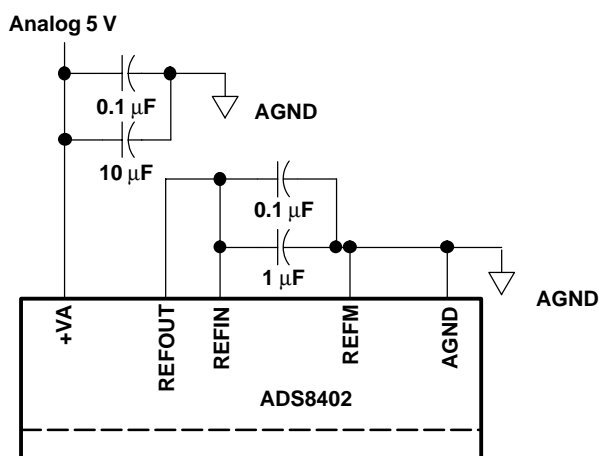 Analog 5 V
0.1 μF
AGND
10 μF
0.1 μF
1 μF
AGND
+VA
REFOUT
REFIN
REFM
AGND
ADS8402